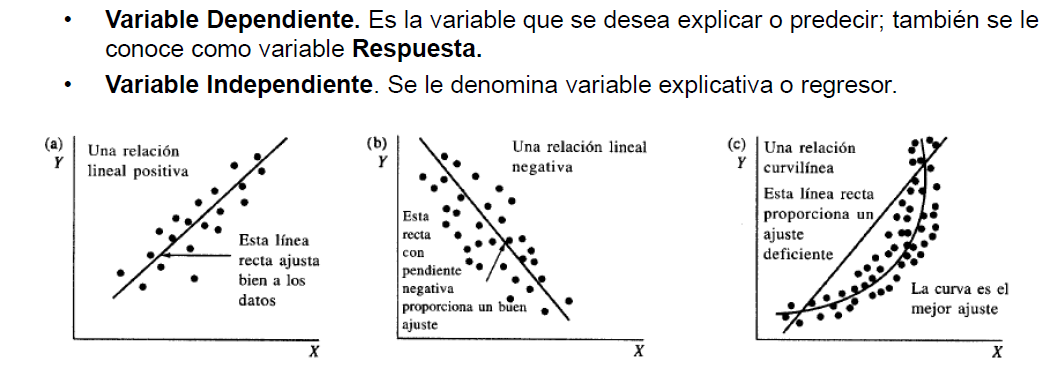 • Variable Dependiente. Es la variable que se desea explicar o predecir; también se le
conoce como variable Respuesta.
• Variable Independiente. Se le denomina variable explicativa o regresor.
(a)
Y
Una relación
lineal positiva
Esta línea
recta ajusta
bien a los
datos
X
(b)
Y
Una relación lineal
negativa
Esta
recta
con
pendiente
negativa
proporciona un buen
ajuste
X
(c)
Y
Una relación
curvilínea
Esta línea recta
proporciona un
ajuste
deficiente
La curva es el
mejor ajuste
X